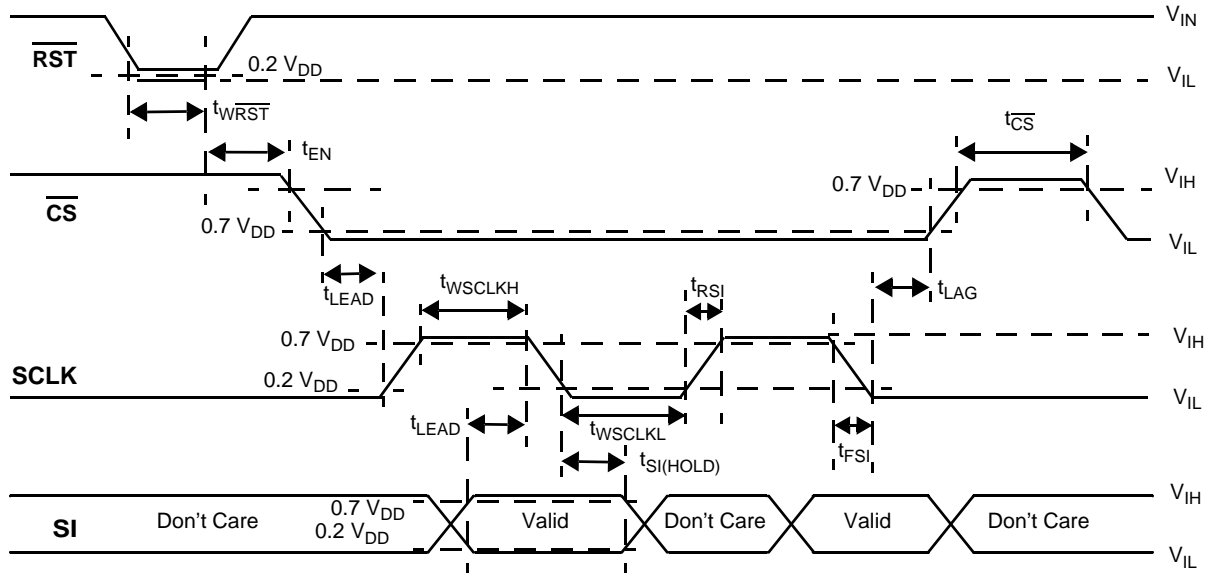 V_IN
RST
0.2 V_DD
V_IL
t_WRST
t_CS
t_EN
V_IH
0.7 V_DD
CS
0.7 V_DD
V_IL
t_LEAD
t_WSCLKH
t_RSI
t_LAG
V_IH
0.7 V_DD
SCLK
0.2 V_DD
V_IL
t_LEAD
t_WSCLKL
t_FSI
t_SI(HOLD)
V_IH
0.7 V_DD
SI
Don't Care
Valid
Don't Care
Valid
Don't Care
0.2 V_DD
V_IL